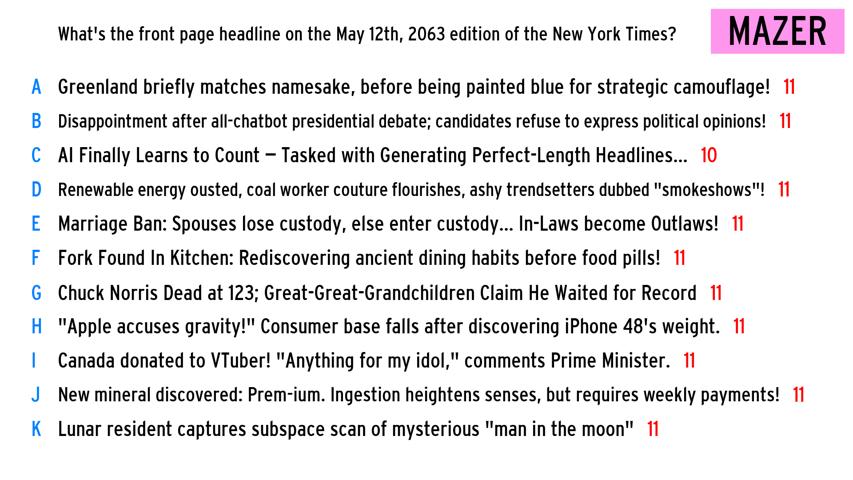 What's the front page headline on the May 12th, 2063 edition of the New York Times?
MAZER
A Greenland briefly matches namesake, before being painted blue for strategic camouflage! 11
B Disappointment after all-chatbot presidential debate; candidates refuse to express political opinions! 11
C AI Finally Learns to Count – Tasked with Generating Perfect-Length Headlines... 10
D Renewable energy ousted, coal worker couture flourishes, ashy trendsetters dubbed "smokeshows"! 11
E Marriage Ban: Spouses lose custody, else enter custody... In-Laws become Outlaws! 11
F Fork Found In Kitchen: Rediscovering ancient dining habits before food pills! 11
G Chuck Norris Dead at 123; Great-Great-Grandchildren Claim He Waited for Record 11
H "Apple accuses gravity!" Consumer base falls after discovering iPhone 48's weight. 11
I Canada donated to VTuber! "Anything for my idol," comments Prime Minister. 11
J New mineral discovered: Prem-ium. Ingestion heightens senses, but requires weekly payments! 11
K Lunar resident captures subspace scan of mysterious "man in the moon" 11